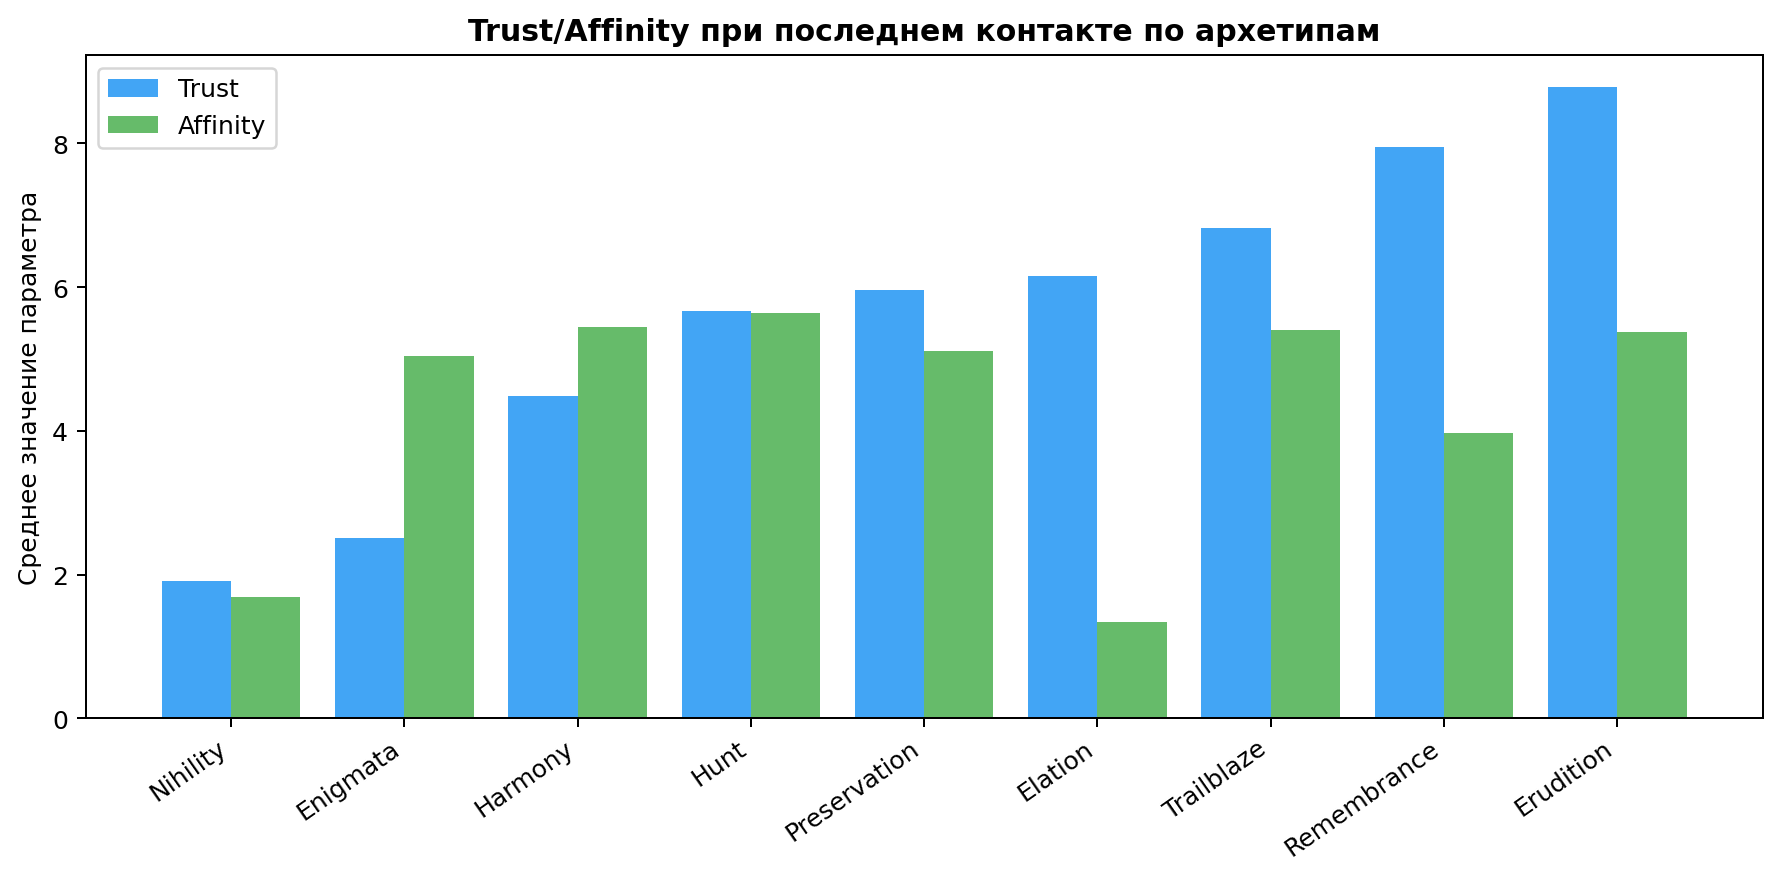 Trust/Affinity при последнем контакте по архетипам
Trust
Affinity
Среднее значение параметра
8
6
4
2
0
Nihility
Enigmata
Harmony
Hunt
Preservation
Elation
Trailblaze
Remembrance
Erudition